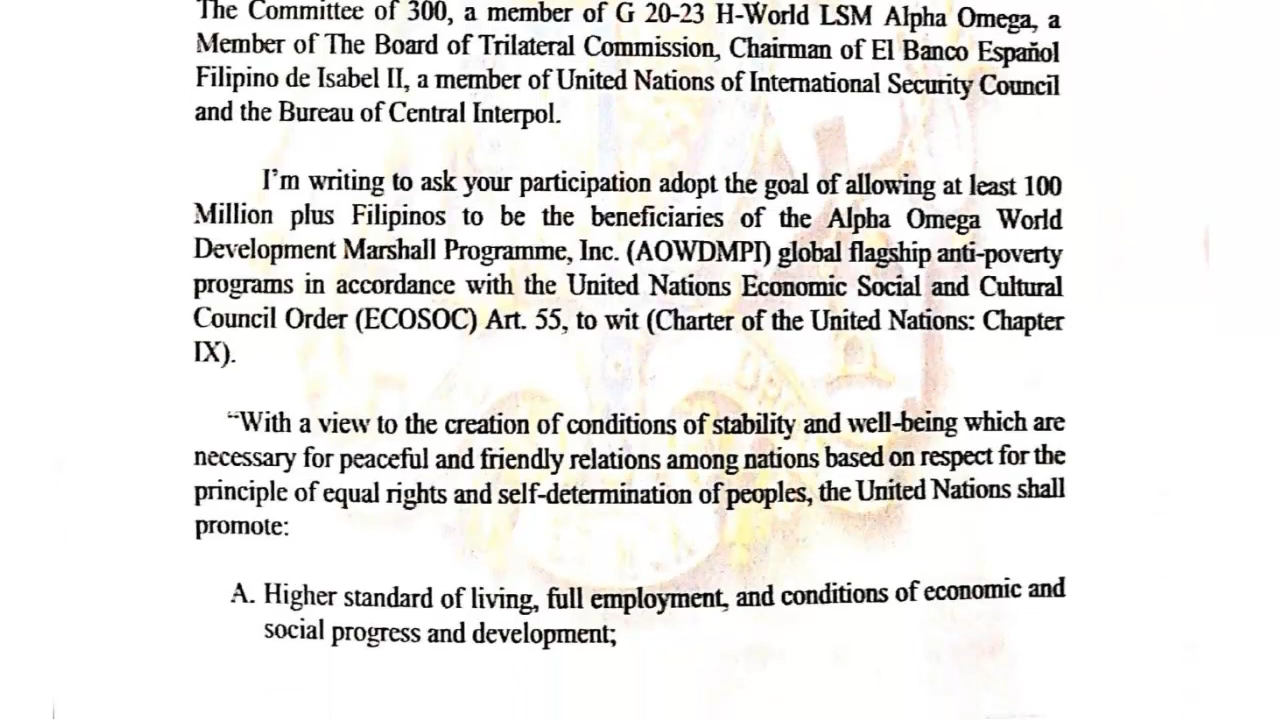 The Committee of 300, a member of G 20-23 H-World LSM Alpha Omega, a
Member of The Board of Trilateral Commission, Chairman of El Banco Español
Filipino de Isabel II, a member of United Nations of International Security Council
and the Bureau of Central Interpol.
I'm writing to ask your participation adopt the goal of allowing at least 100
Million plus Filipinos to be the beneficiaries of the Alpha Omega World
Development Marshall Programme, Inc. (AOWDMPI) global flagship anti-poverty
programs in accordance with the United Nations Economic Social and Cultural
Council Order (ECOSOC) Art. 55, to wit (Charter of the United Nations: Chapter
IX).
“With a view to the creation of conditions of stability and well-being which are
necessary for peaceful and friendly relations among nations based on respect for the
principle of equal rights and self-determination of peoples, the United Nations shall
promote:
A. Higher standard of living, full employment, and conditions of economic and
social progress and development;